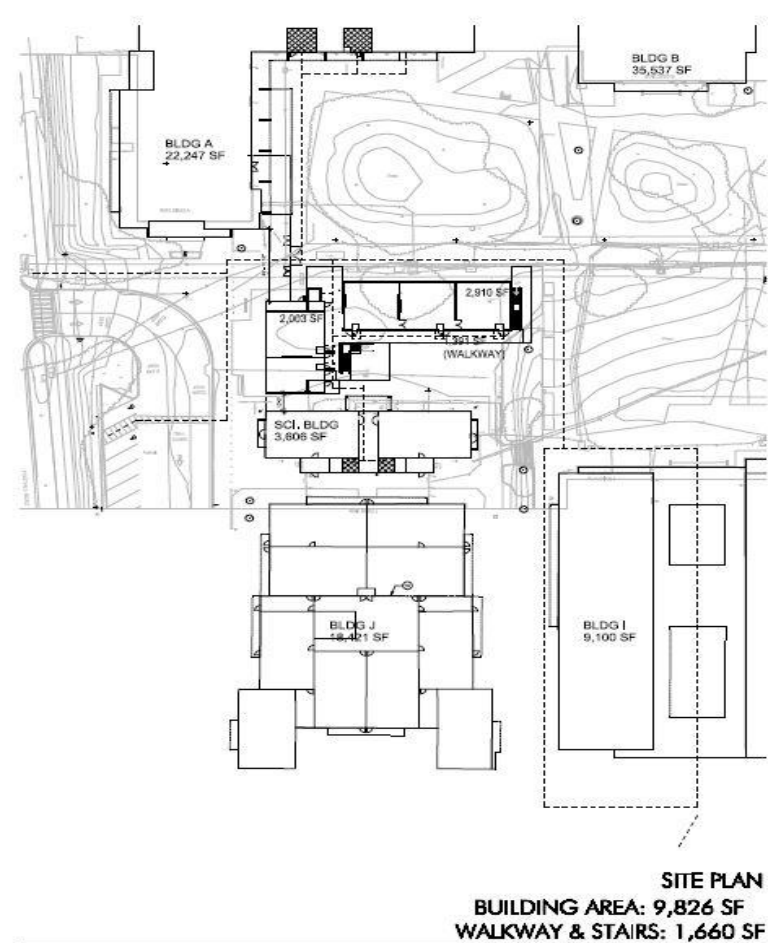 BLDG B
35,537 SF
BLDG A
22,247 SF
2,910 SF
2,003 SF
(WALKWAY)
SCI. BLDG
3,606 SF
BLDG J
18,421 SF
BLDG I
9,100 SF
SITE PLAN
BUILDING AREA: 9,826 SF
WALKWAY & STAIRS: 1,660 SF